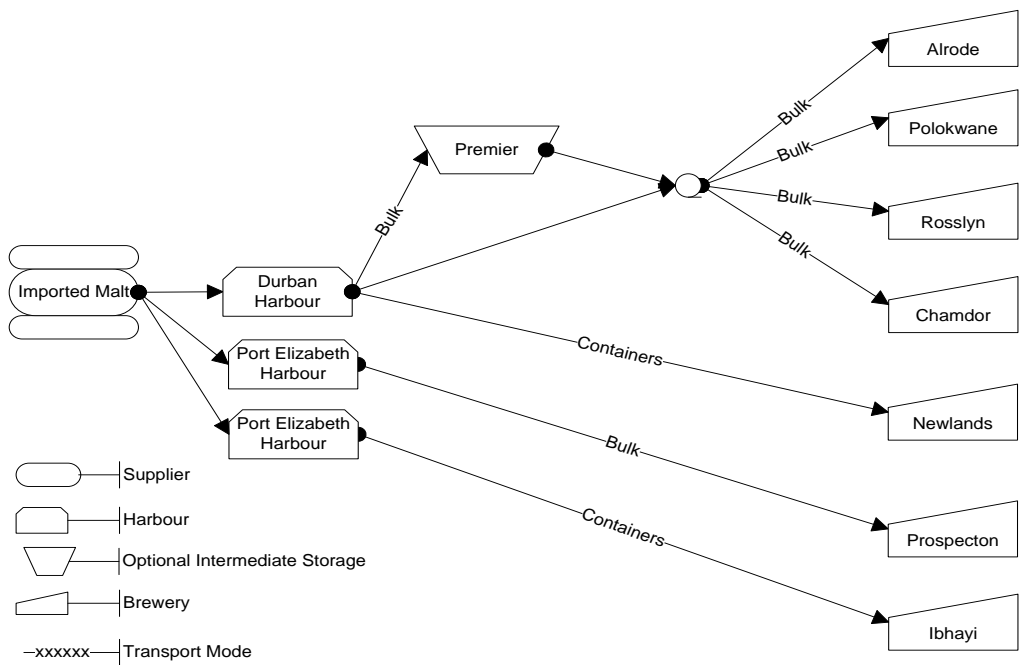 Alrode
Bulk
Polokwane
Premier
Bulk
Bulk
Rosslyn
Bulk
Bulk
Imported Malt
Durban
Harbour
Chamdor
Port Elizabeth
Harbour
Containers
Newlands
Port Elizabeth
Harbour
Bulk
Supplier
Harbour
Containers
Prospecton
Optional Intermediate Storage
Brewery
Ibhayi
xxxxxx
Transport Mode